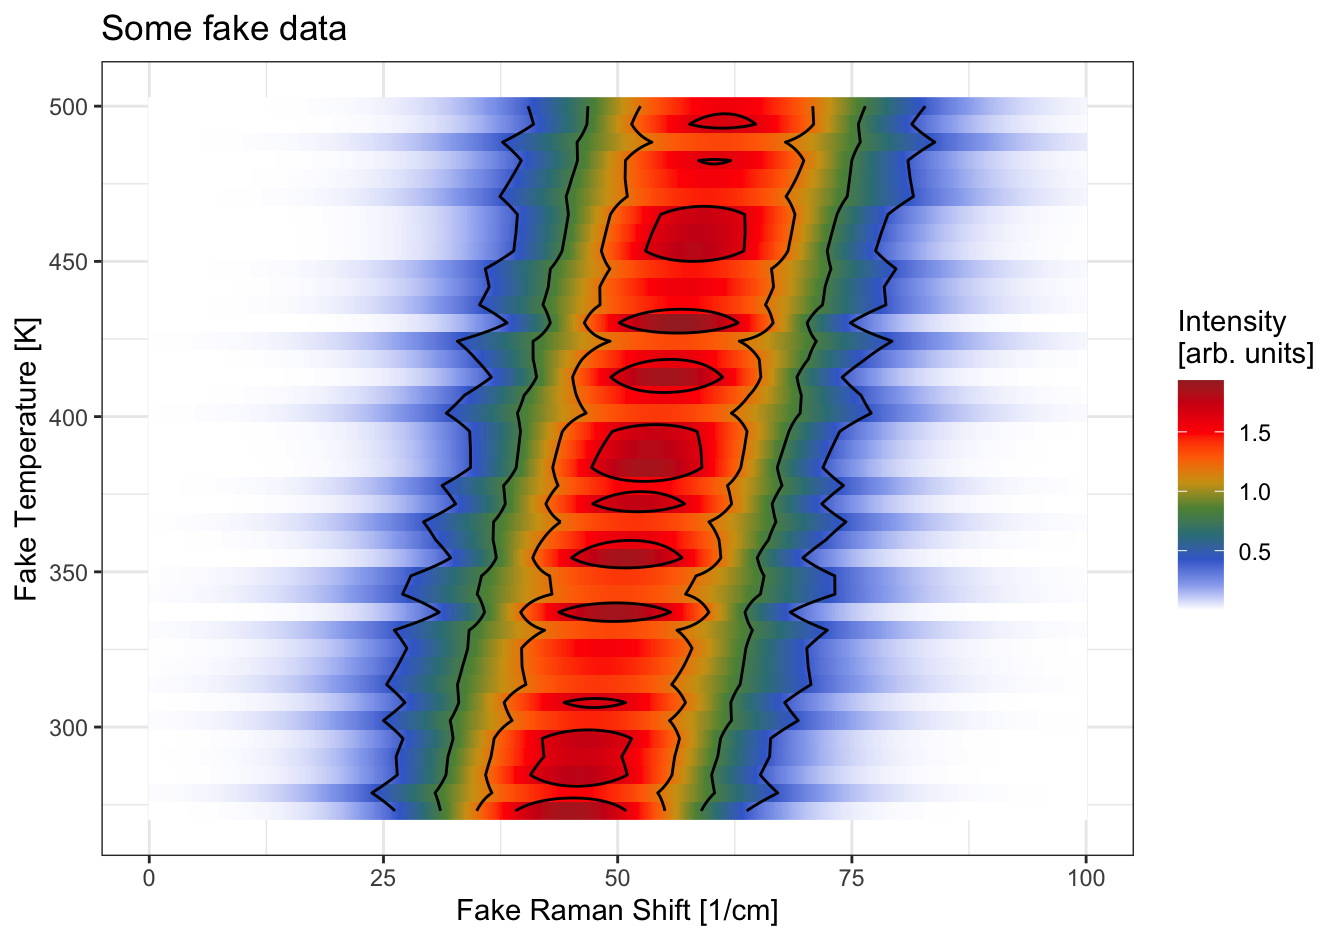 Some fake data
500
450
400
350
300
Fake Temperature [K]
0 25 50 75 100
Fake Raman Shift [1/cm]
Intensity
[arb. units]
1.5
1.0
0.5